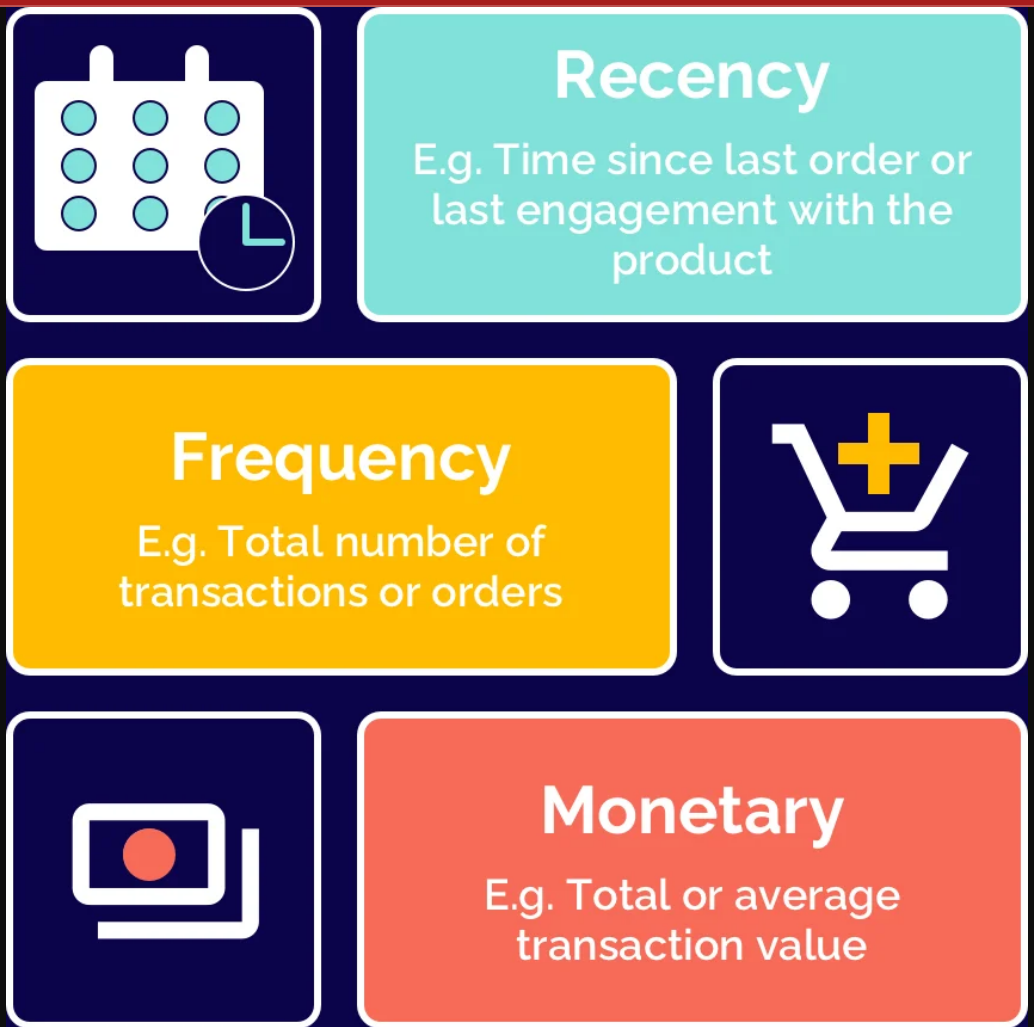 Recency
E.g. Time since last order or
last engagement with the
product
Frequency
E.g. Total number of
transactions or orders
Monetary
E.g. Total or average
transaction value